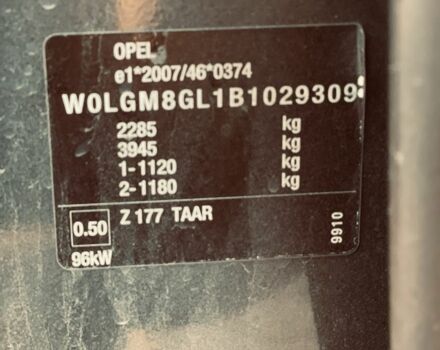 OPEL
e1*2007/46*0374
W0LGM8GL1B1029309
2285 kg
3945 kg
1-1120 kg
2-1180 kg
0.50 Z 177 TAAR
96kW
9910